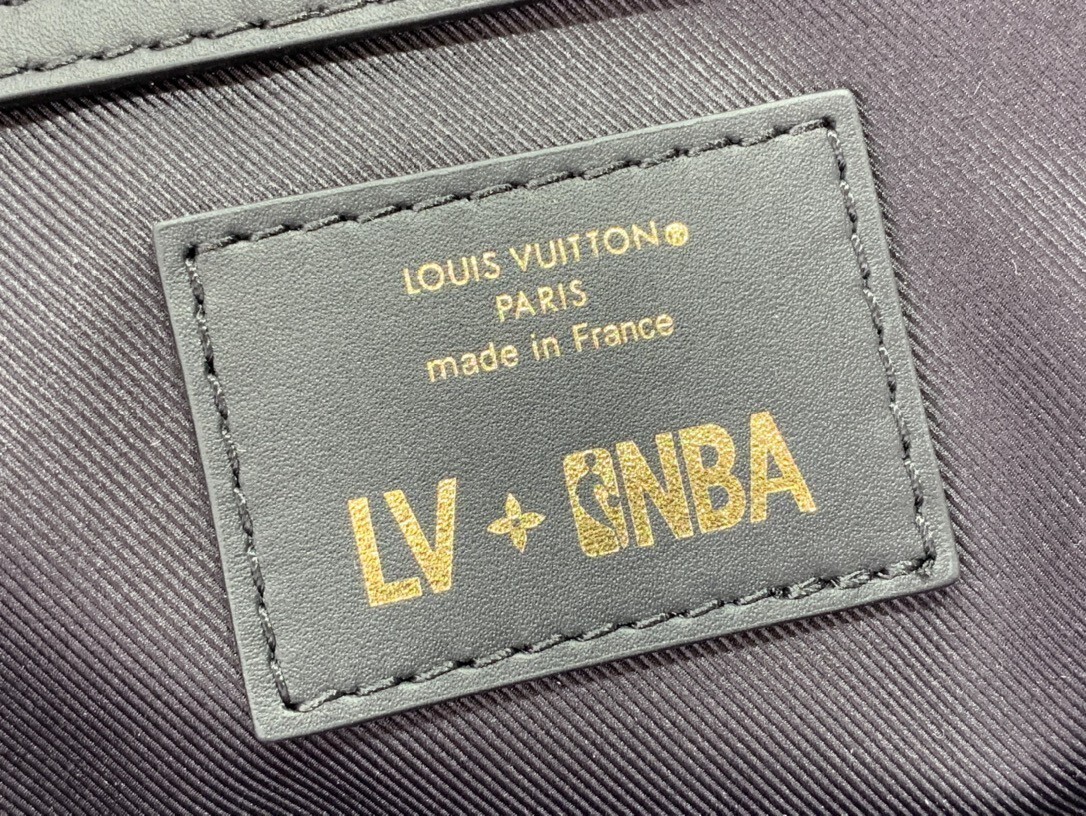 LOUIS VUITTON®
PARIS
made in France
LV + NBA